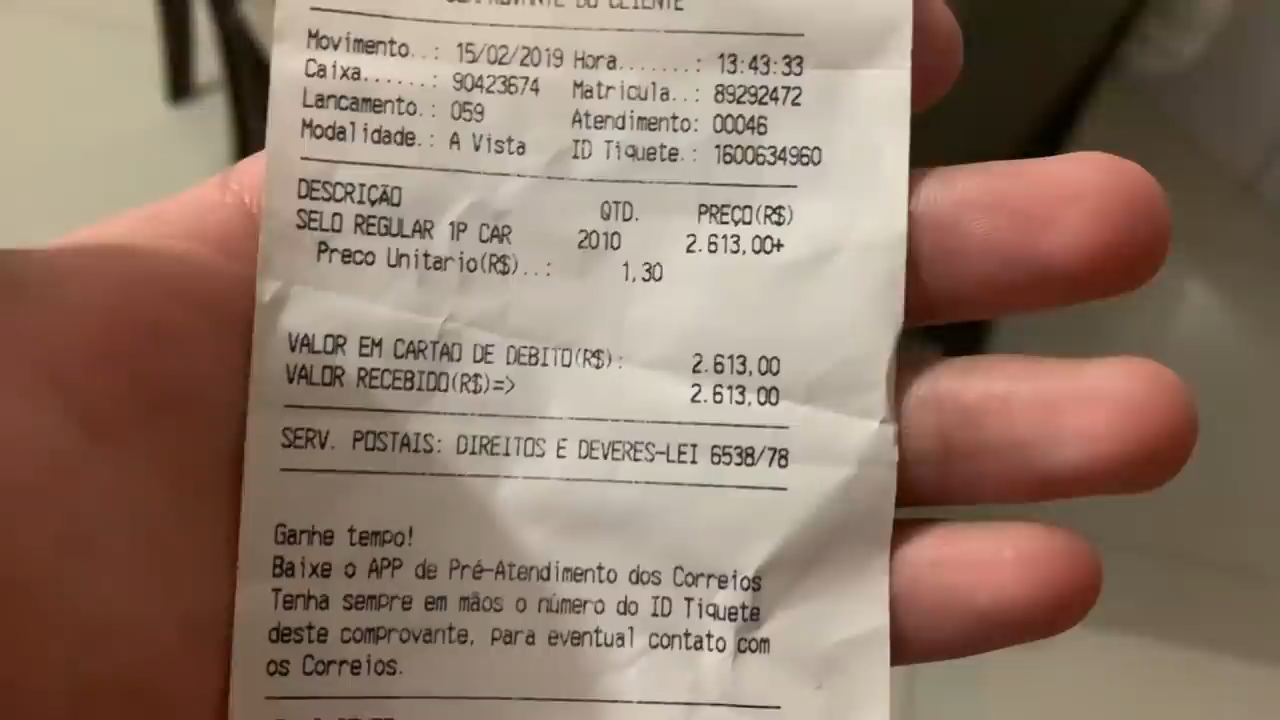 COMPROVANTE DO CLIENTE
Movimento..: 15/02/2019 Hora.......: 13:43:33
Caixa......: 90423674 Matricula..: 89292472
Lancamento.: 059 Atendimento: 00046
Modalidade.: A Vista ID Tiquete.: 1600634960
DESCRIÇÃO QTD. PREÇO(R$)
SELO REGULAR 1P CAR 2010 2.613,00+
Preco Unitario(R$)..: 1,30
VALOR EM CARTAO DE DEBITO(R$): 2.613,00
VALOR RECEBIDO(R$)=> 2.613,00
SERV. POSTAIS: DIREITOS E DEVERES-LEI 6538/78
Ganhe tempo!
Baixe o APP de Pré-Atendimento dos Correios
Tenha sempre em mãos o número do ID Tiquete
deste comprovante, para eventual contato com
os Correios.